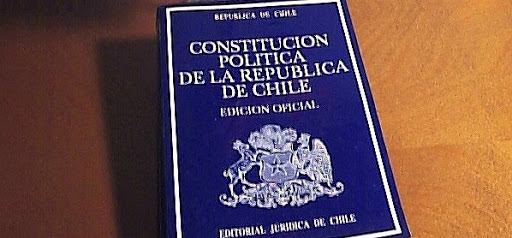 REPUBLICA DE CHILE
CONSTITUCION
POLITICA
DE LA REPUBLICA
DE CHILE
EDICION OFICIAL
EDITORIAL JURIDICA DE CHILE